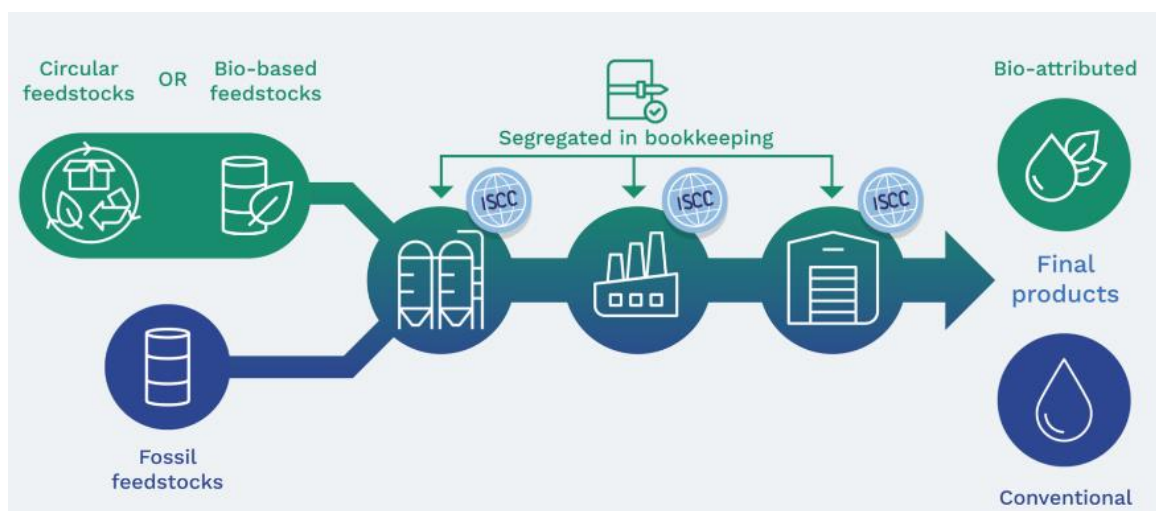 Circular
feedstocks
OR
Bio-based
feedstocks
Segregated in bookkeeping
ISCC
ISCC
ISCC
Bio-attributed
Final
products
Fossil
feedstocks
Conventional